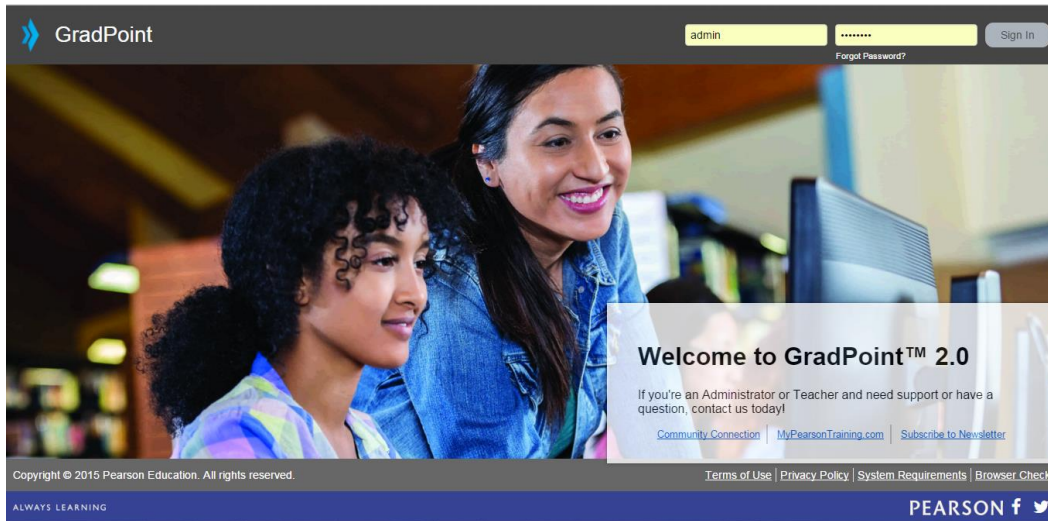 GradPoint
admin
••••••••
Sign In
Forgot Password?
Welcome to GradPoint™ 2.0
If you're an Administrator or Teacher and need support or have a
question, contact us today!
Community Connection | MyPearsonTraining.com | Subscribe to Newsletter
Copyright © 2015 Pearson Education. All rights reserved.
Terms of Use | Privacy Policy | System Requirements | Browser Check
ALWAYS LEARNING
PEARSON